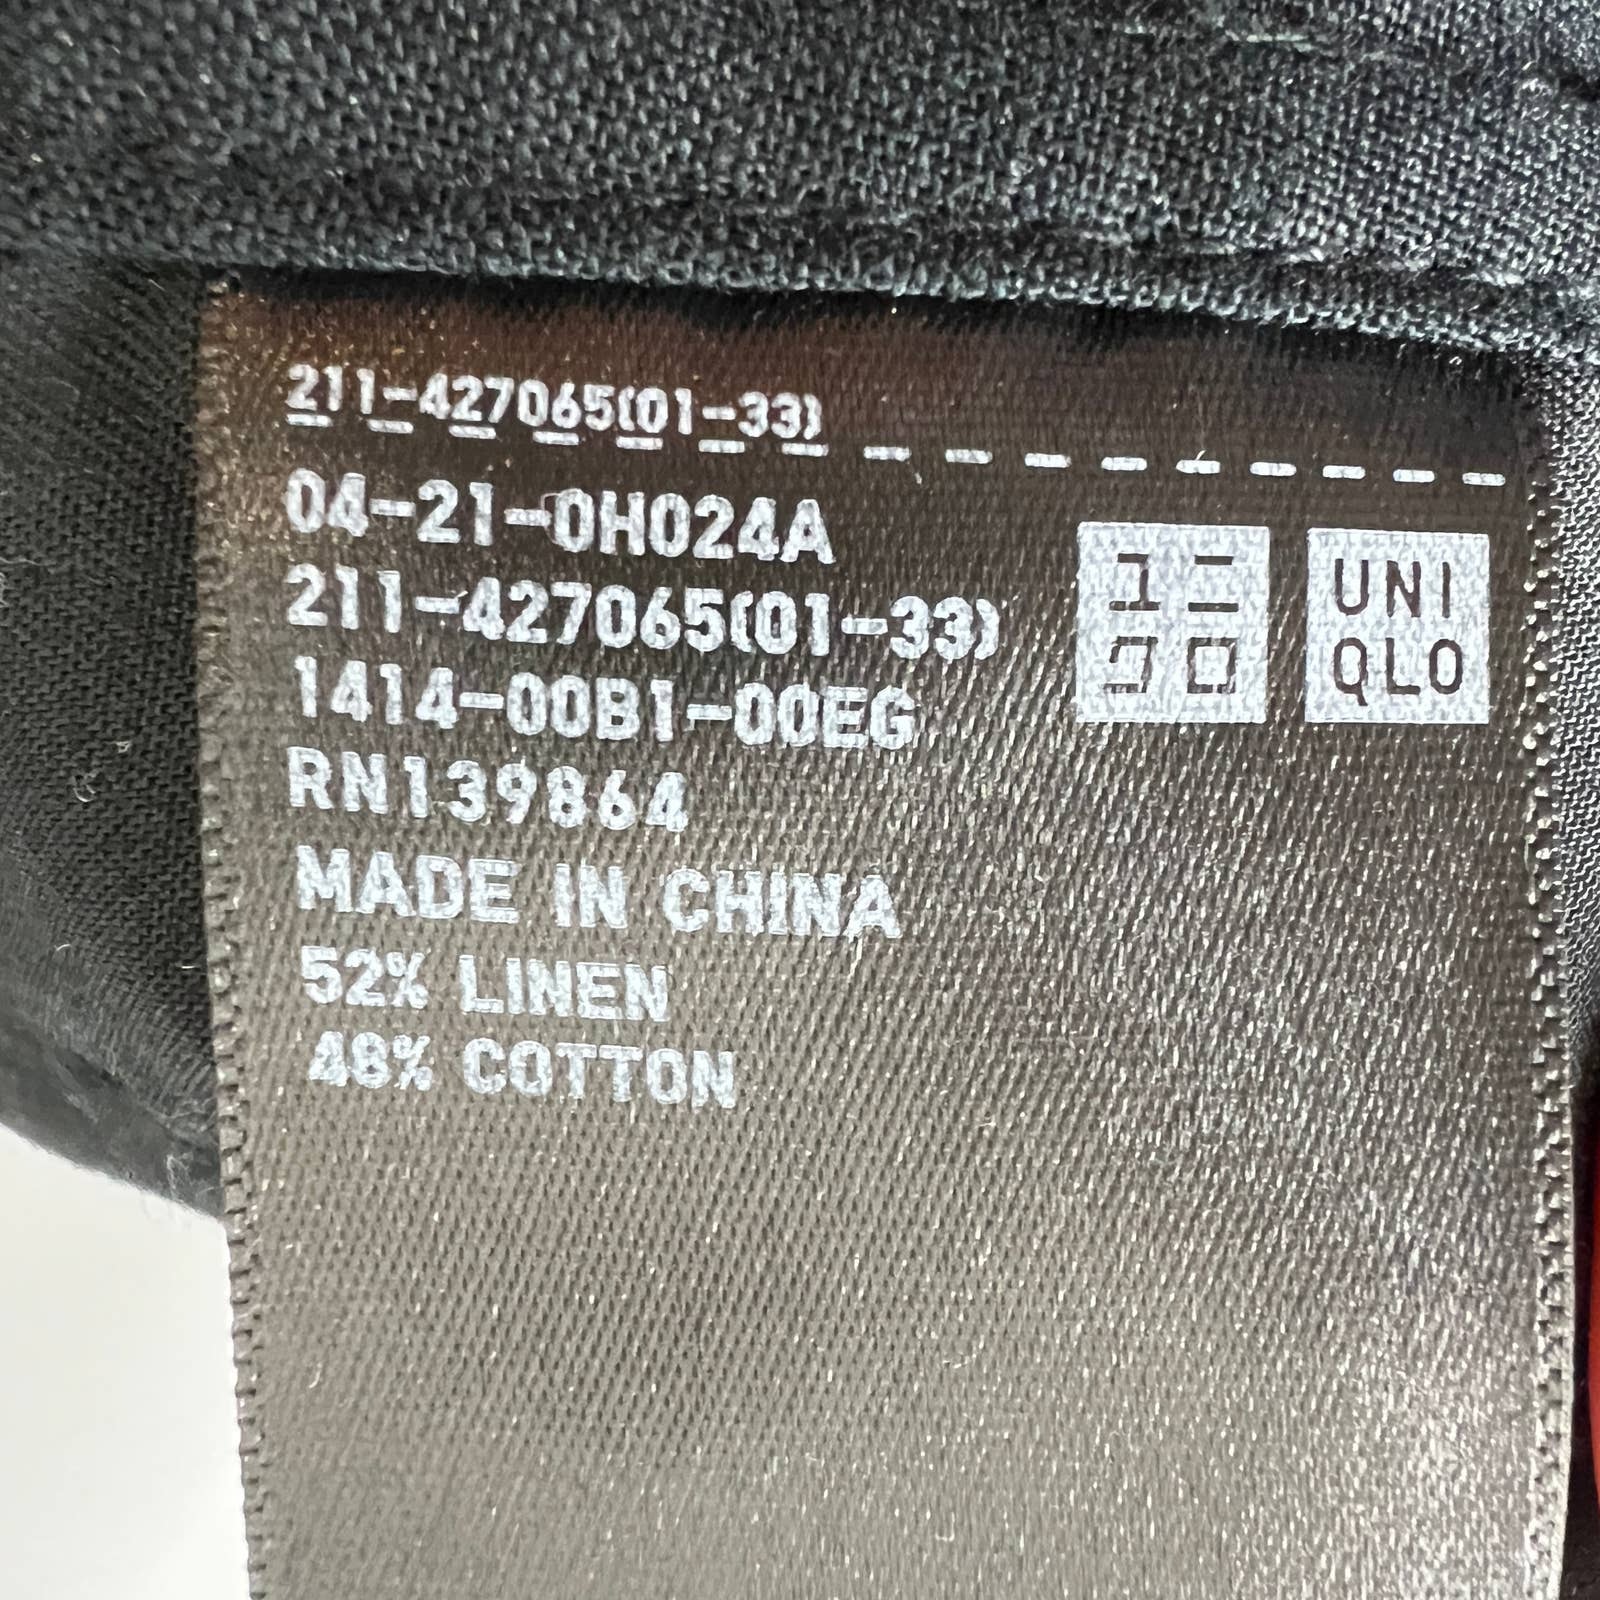 211-427065(01-33)
04-21-0H024A
211-427065(01-33)
1414-00B1-00EG
RN139864
MADE IN CHINA
52% LINEN
48% COTTON
ユニ
クロ
UNI
QLO